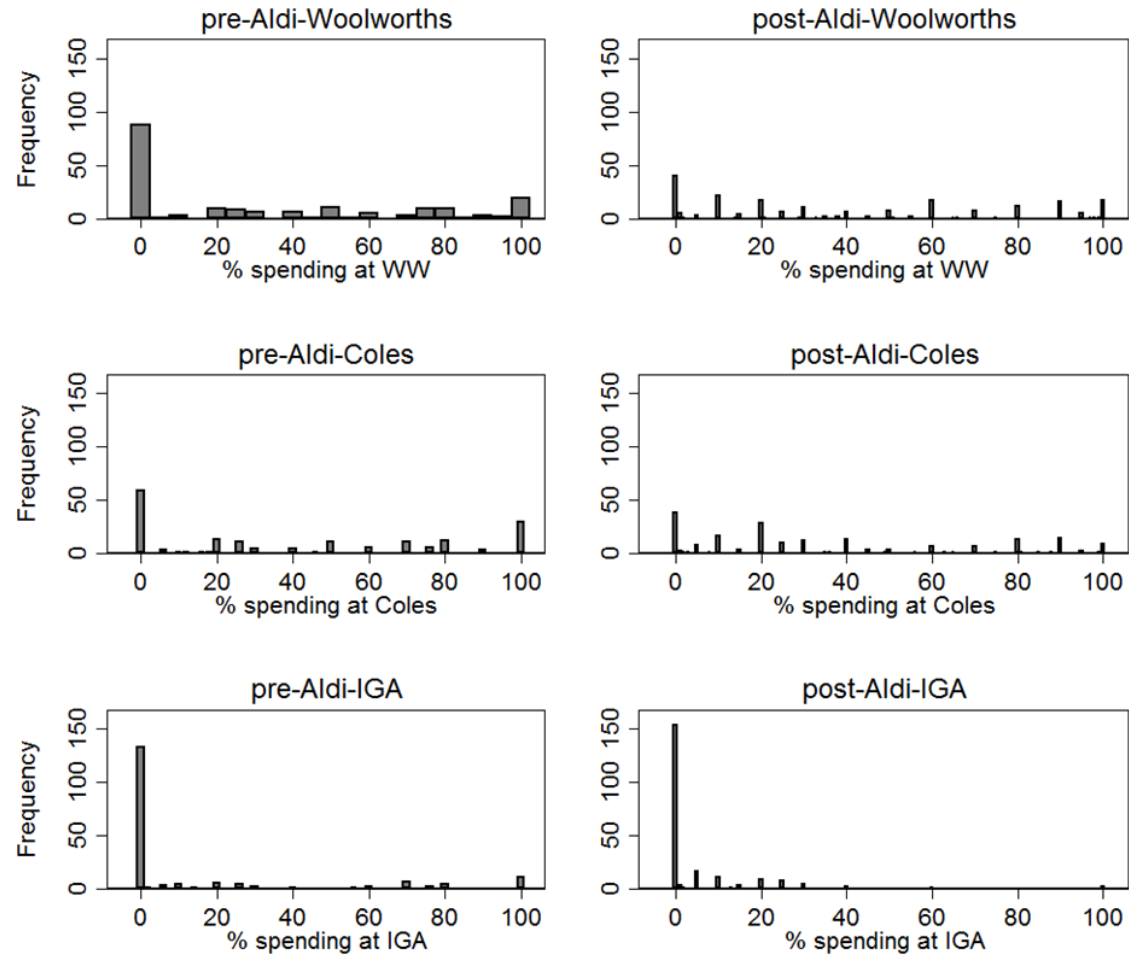 pre-Aldi-Woolworths
post-Aldi-Woolworths
Frequency
150
100
50
0
0 20 40 60 80 100
% spending at WW
150
100
50
0
0 20 40 60 80 100
% spending at WW
pre-Aldi-Coles
post-Aldi-Coles
Frequency
150
100
50
0
0 20 40 60 80 100
% spending at Coles
150
100
50
0
0 20 40 60 80 100
% spending at Coles
pre-Aldi-IGA
post-Aldi-IGA
Frequency
150
100
50
0
0 20 40 60 80 100
% spending at IGA
150
100
50
0
0 20 40 60 80 100
% spending at IGA